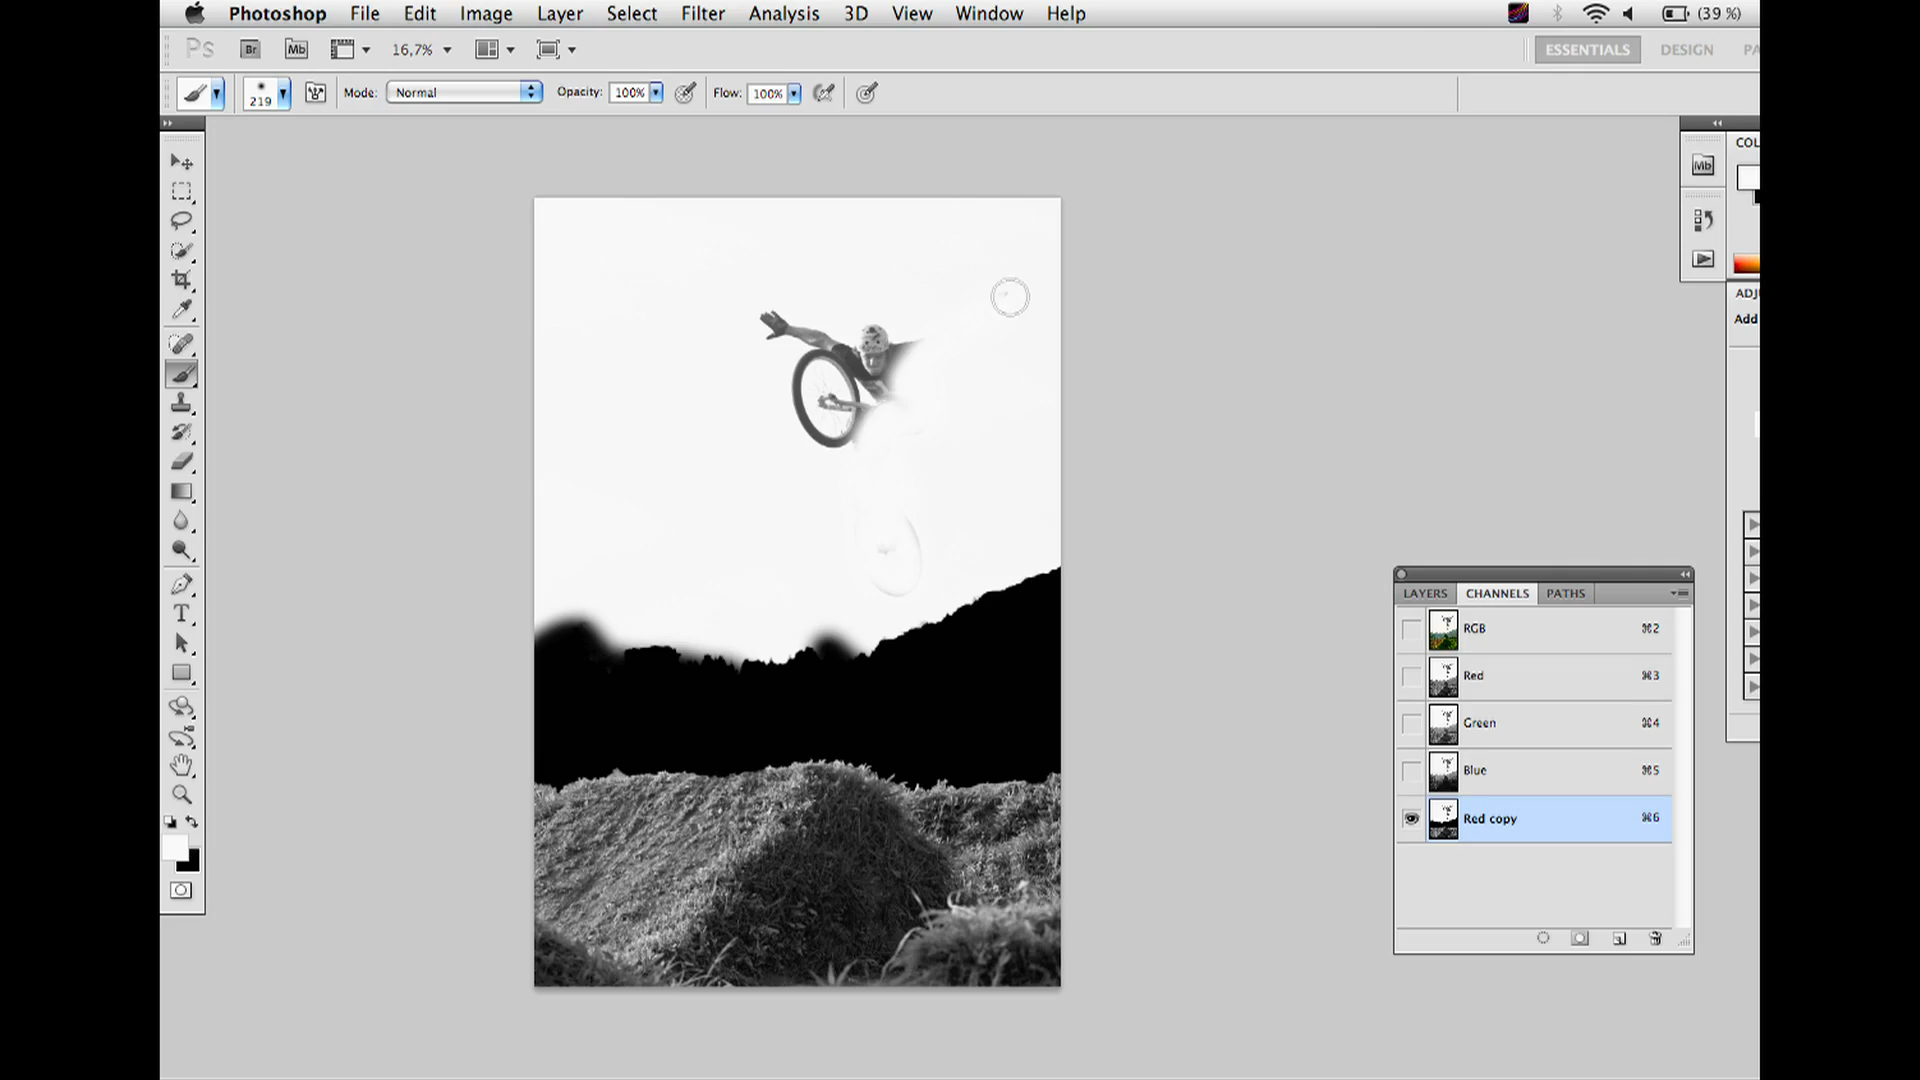 Photoshop File Edit Image Layer Select Filter Analysis 3D View Window Help (39 %)
Ps Br Mb 16,7% ESSENTIALS DESIGN PA
219 Mode: Normal Opacity: 100% Flow: 100%
Mb COL
ADJ
Add
T
LAYERS CHANNELS PATHS
RGB ⌘2
Red ⌘3
Green ⌘4
Blue ⌘5
Red copy ⌘6